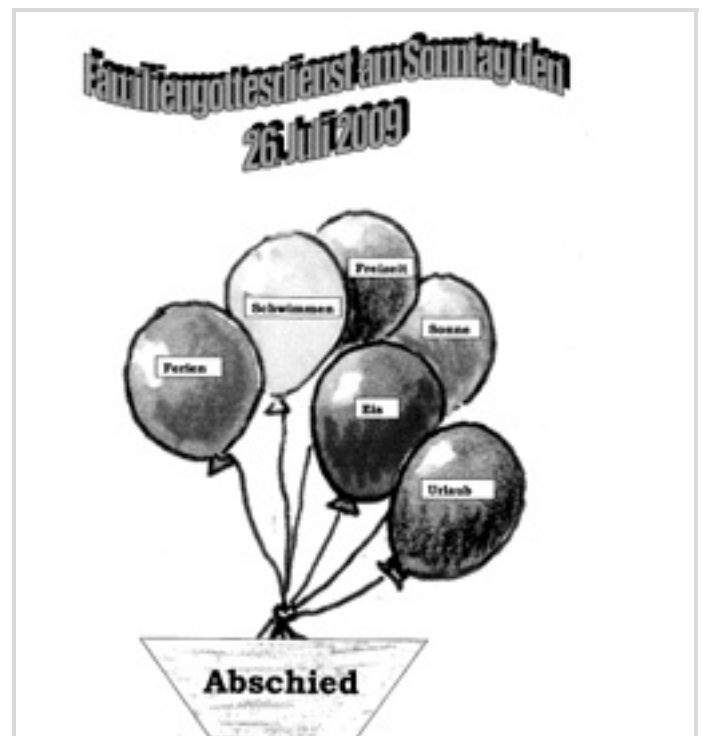 Familiengottesdienst am Sonntag den
26. Juli 2009
Freizeit
Schwimmen
Sonne
Ferien
Eis
Urlaub
Abschied